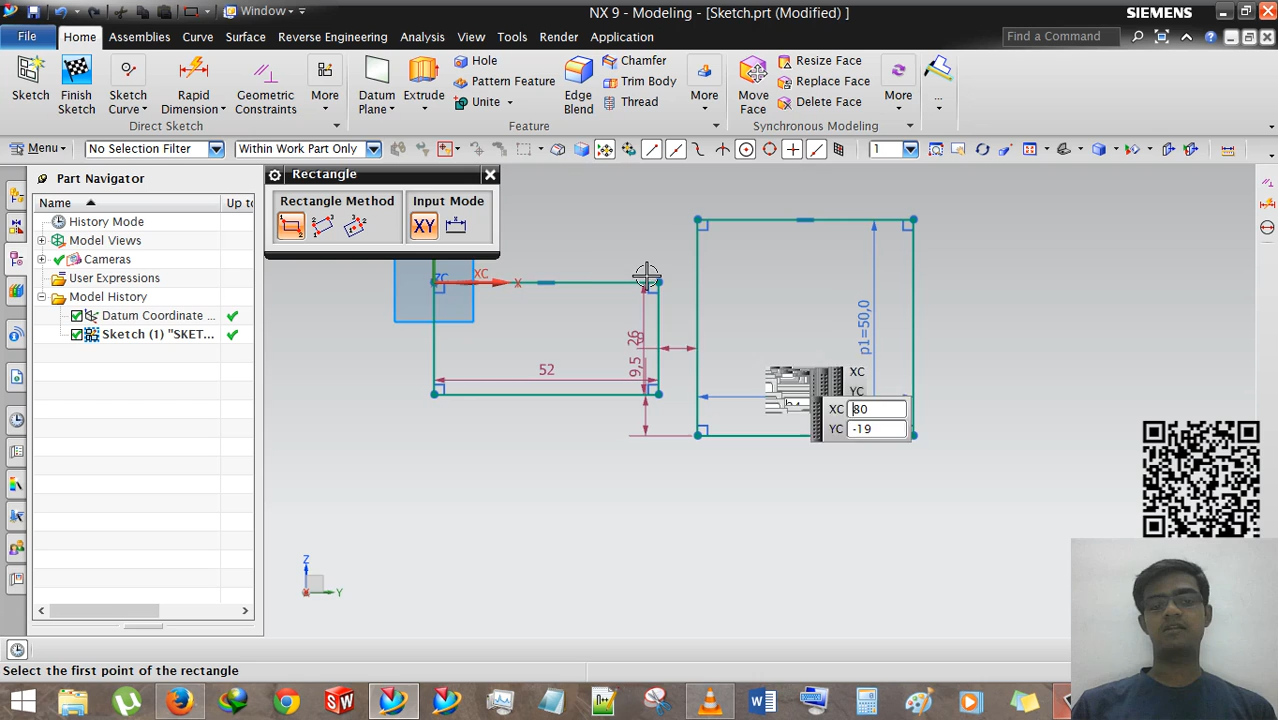 Window
NX 9 - Modeling - [Sketch.prt (Modified) ]
SIEMENS
File
Home
Assemblies
Curve
Surface
Reverse Engineering
Analysis
View
Tools
Render
Application
Find a Command
Sketch
Finish
Sketch
Sketch
Curve
Rapid
Dimension
Geometric
Constraints
More
Direct Sketch
Datum
Plane
Extrude
Hole
Pattern Feature
Unite
Edge
Blend
Chamfer
Trim Body
Thread
More
Feature
Move
Face
Resize Face
Replace Face
Delete Face
More
Synchronous Modeling
...
Menu
No Selection Filter
Within Work Part Only
1
Part Navigator
Name
Up to
History Mode
Model Views
Cameras
User Expressions
Model History
Datum Coordinate ...
Sketch (1) "SKET...
Rectangle
Rectangle Method
Input Mode
XY
ZC
XC
X
26
9,5
52
p1=50,0
XC
YC
XC 80
YC -19
Z
X
Y
Select the first point of the rectangle
SW
W